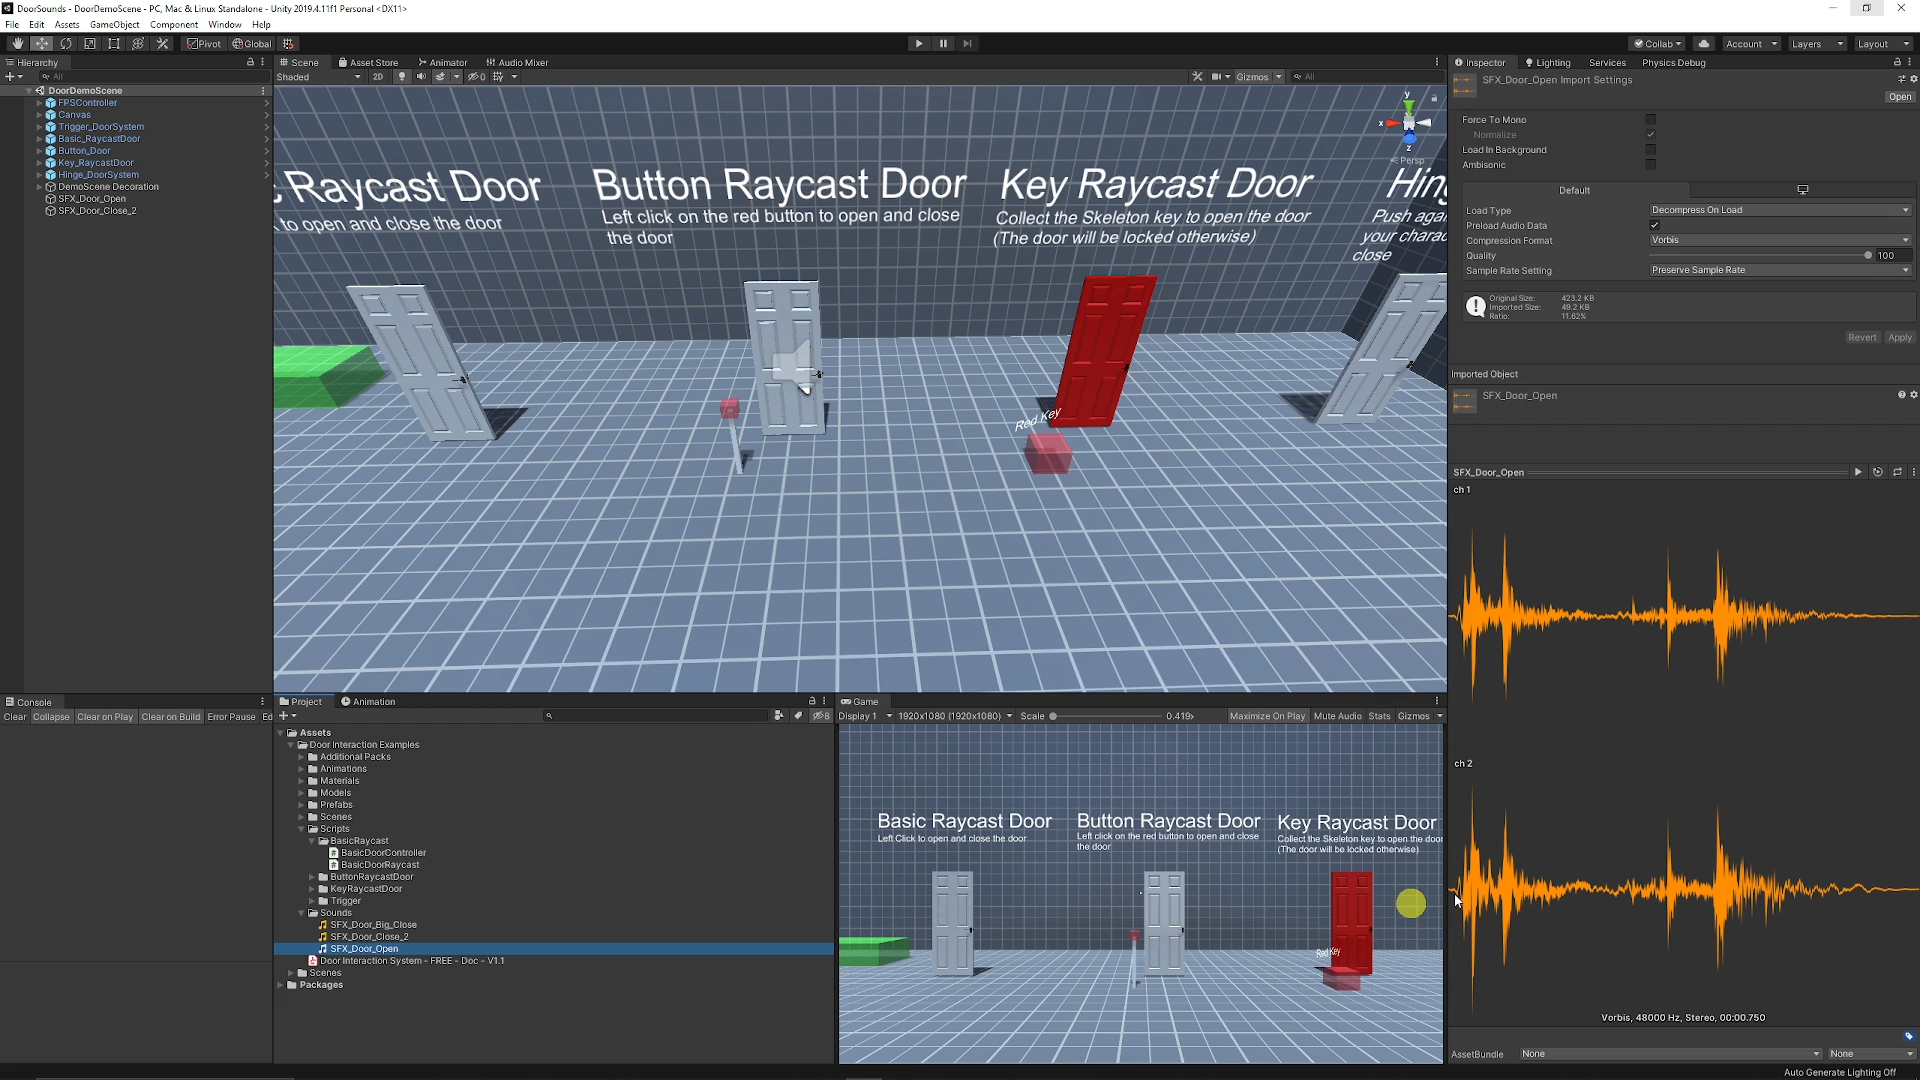 DoorSounds - DoorDemoScene - PC, Mac & Linux Standalone - Unity 2019.4.11f1 Personal <DX11>
File Edit Assets GameObject Component Window Help
Pivot Global Collab Account Layers Layout
Hierarchy
All
DoorDemoScene
FPSController
Canvas
Trigger_DoorSystem
Basic_RaycastDoor
Button_Door
Key_RaycastDoor
Hinge_DoorSystem
DemoScene Decoration
SFX_Door_Open
SFX_Door_Close_2
Scene Asset Store Animator Audio Mixer
Shaded 2D 0 Gizmos All
y
x
z
Persp
Raycast Door
to open and close the door
Button Raycast Door
Left click on the red button to open and close
the door
Key Raycast Door
Collect the Skeleton key to open the door
(The door will be locked otherwise)
Hin
Push aga
your charac
close
Red Key
Inspector Lighting Services Physics Debug
SFX_Door_Open Import Settings
Open
Force To Mono
Normalize
Load In Background
Ambisonic
Default
Load Type Decompress On Load
Preload Audio Data
Compression Format Vorbis
Quality 100
Sample Rate Setting Preserve Sample Rate
Original Size: 423.2 KB
Imported Size: 49.2 KB
Ratio: 11.62%
Revert Apply
Imported Object
SFX_Door_Open
SFX_Door_Open
ch 1
ch 2
Vorbis, 48000 Hz, Stereo, 00:00.750
AssetBundle None None
Auto Generate Lighting Off
Console
Clear Collapse Clear on Play Clear on Build Error Pause Ed
Project Animation
8
Assets
Door Interaction Examples
Additional Packs
Animations
Materials
Models
Prefabs
Scenes
Scripts
BasicRaycast
BasicDoorController
BasicDoorRaycast
ButtonRaycastDoor
KeyRaycastDoor
Trigger
Sounds
SFX_Door_Big_Close
SFX_Door_Close_2
SFX_Door_Open
Door Interaction System - FREE - Doc - V1.1
Scenes
Packages
Game
Display 1 1920x1080 (1920x1080) Scale 0.419x Maximize On Play Mute Audio Stats Gizmos
Basic Raycast Door
Left Click to open and close the door
Button Raycast Door
Left click on the red button to open and close
the door
Key Raycast Door
Collect the Skeleton key to open the door
(The door will be locked otherwise)
Red Key